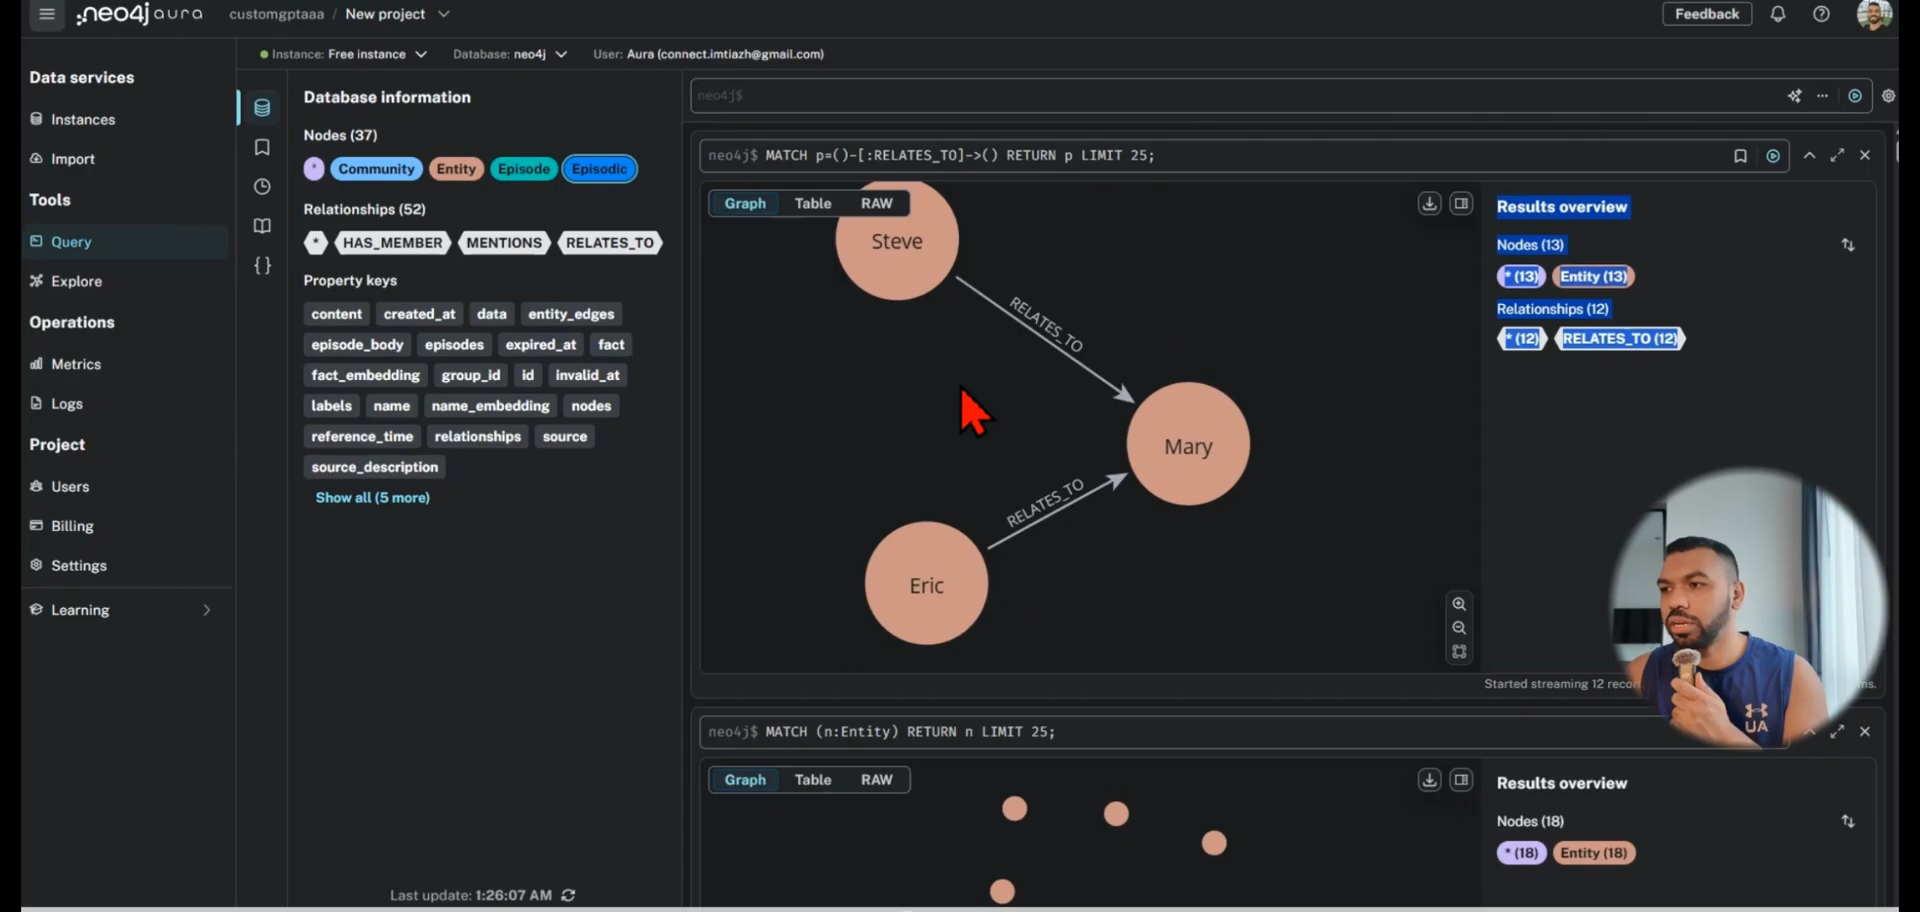 neo4j aura customgptaaa / New project Feedback
Instance: Free instance Database: neo4j User: Aura (connect.imtiazh@gmail.com)
Data services
Instances
Import
Tools
Query
Explore
Operations
Metrics
Logs
Project
Users
Billing
Settings
Learning
Database information
Nodes (37)
* Community Entity Episode Episodic
Relationships (52)
* HAS_MEMBER MENTIONS RELATES_TO
Property keys
content created_at data entity_edges
episode_body episodes expired_at fact
fact_embedding group_id id invalid_at
labels name name_embedding nodes
reference_time relationships source
source_description
Show all (5 more)
Last update: 1:26:07 AM
neo4j$
neo4j$ MATCH p=()-[:RELATES_TO]->() RETURN p LIMIT 25;
Graph Table RAW
Steve
RELATES_TO
Mary
RELATES_TO
Eric
Results overview
Nodes (13)
* (13) Entity (13)
Relationships (12)
* (12) RELATES_TO (12)
Started streaming 12
UA
neo4j$ MATCH (n:Entity) RETURN n LIMIT 25;
Graph Table RAW
Results overview
Nodes (18)
* (18) Entity (18)